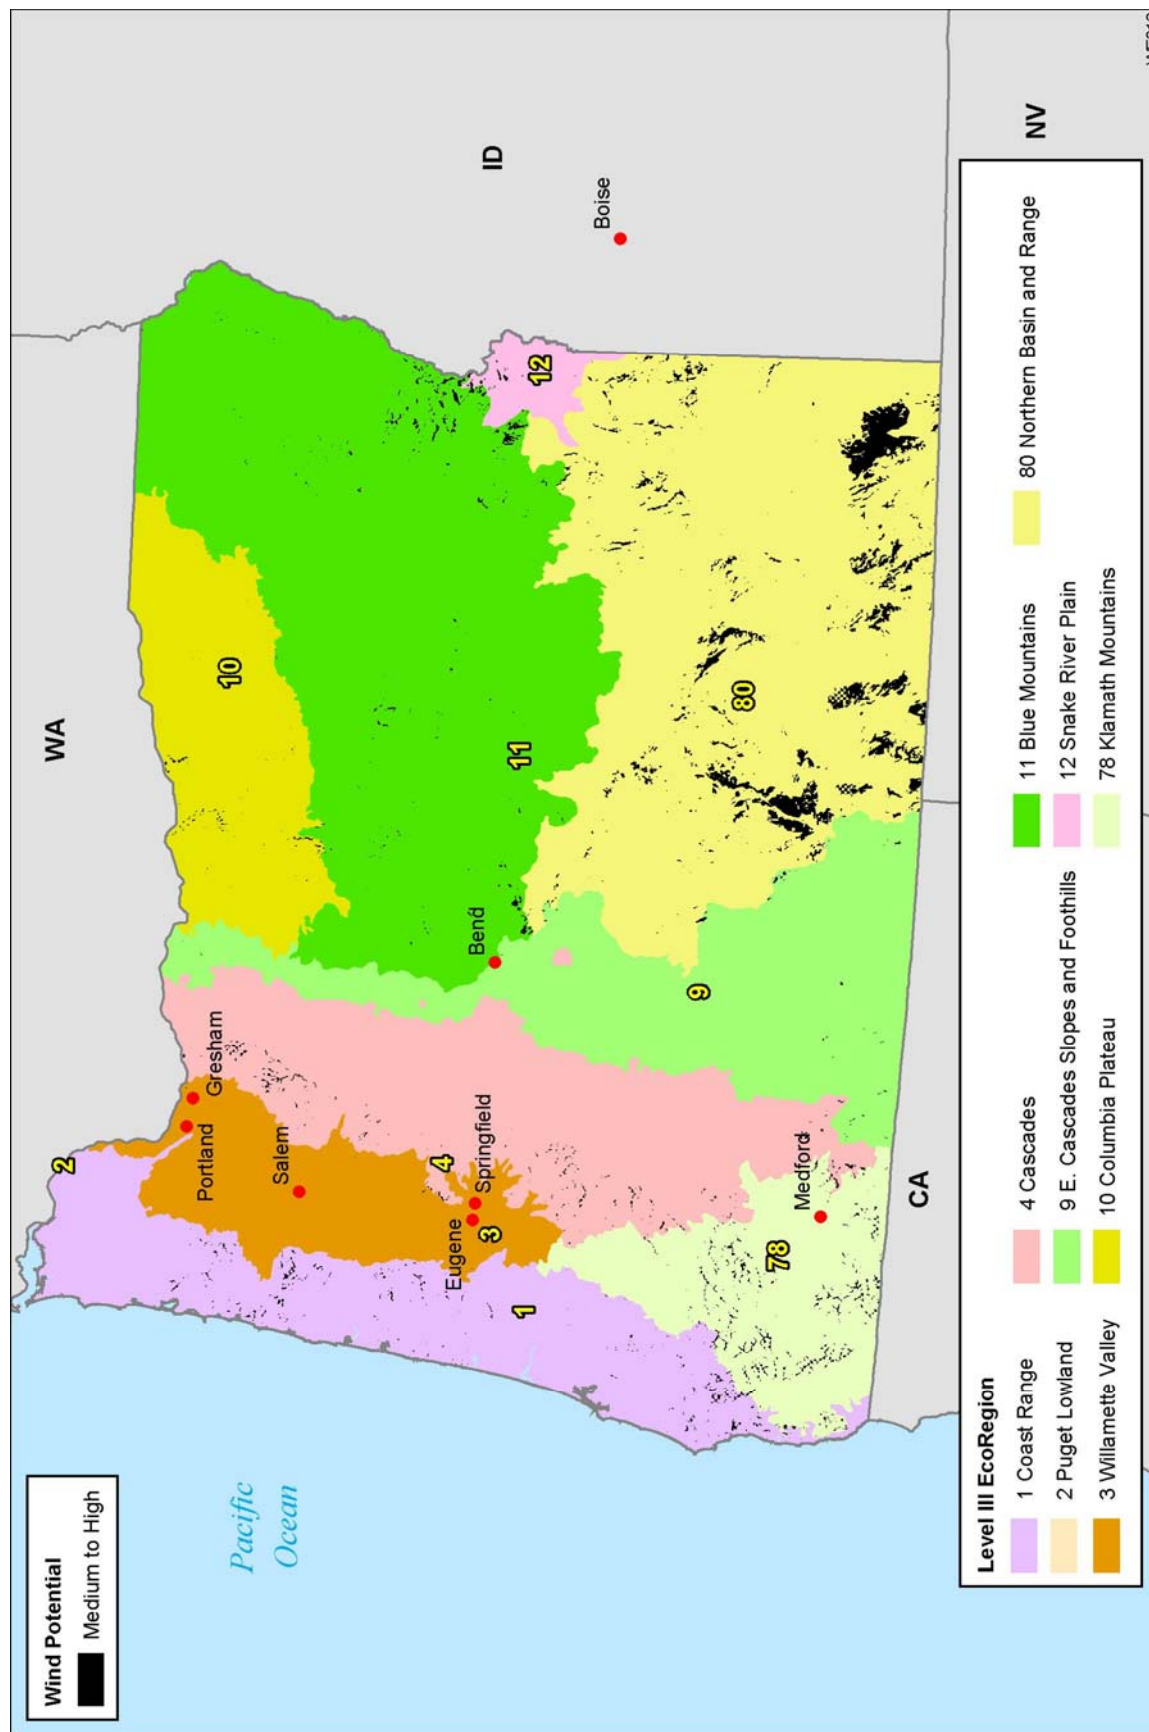 Wind Potential
Medium to High
Pacific
Ocean
WA
ID
NV
CA
2
Portland
Gresham
Salem
4
Springfield
Eugene
3
1
78
Medford
9
Bend
10
11
80
12
Boise
Level III EcoRegion
1 Coast Range
2 Puget Lowland
3 Willamette Valley
4 Cascades
9 E. Cascades Slopes and Foothills
10 Columbia Plateau
11 Blue Mountains
12 Snake River Plain
78 Klamath Mountains
80 Northern Basin and Range